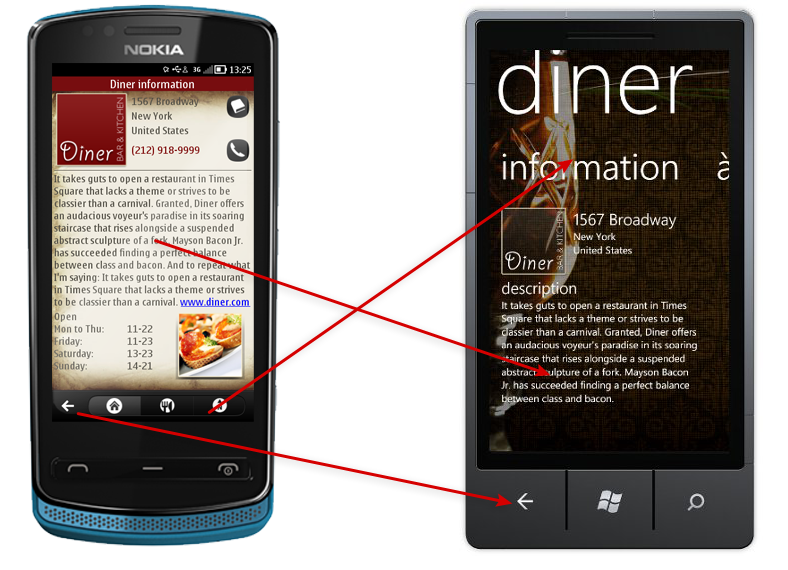 NOKIA
3G 13:25
Diner information
Diner
BAR & KITCHEN
1567 Broadway
New York
United States
(212) 918-9999
It takes guts to open a restaurant in Times
Square that lacks a theme or strives to be
classier than a carnival. Granted, Diner offers
an audacious voyeur's paradise in its soaring
staircase that rises alongside a suspended
abstract sculpture of a fork. Mayson Bacon Jr.
has succeeded finding a perfect balance
between class and bacon. And to repeat what
I'm saying: It takes guts to open a restaurant
in Times Square that lacks a theme or strives
to be classier than a carnival. www.diner.com
Open
Mon to Thu: 11-22
Friday: 11-23
Saturday: 13-23
Sunday: 14-21
diner
information à
Diner
BAR & KITCHEN
1567 Broadway
New York
United States
description
It takes guts to open a restaurant in Times
Square that lacks a theme or strives to be
classier than a carnival. Granted, Diner offers
an audacious voyeur's paradise in its soaring
staircase that rises alongside a suspended
abstract sculpture of a fork. Mayson Bacon
Jr. has succeeded finding a perfect balance
between class and bacon.